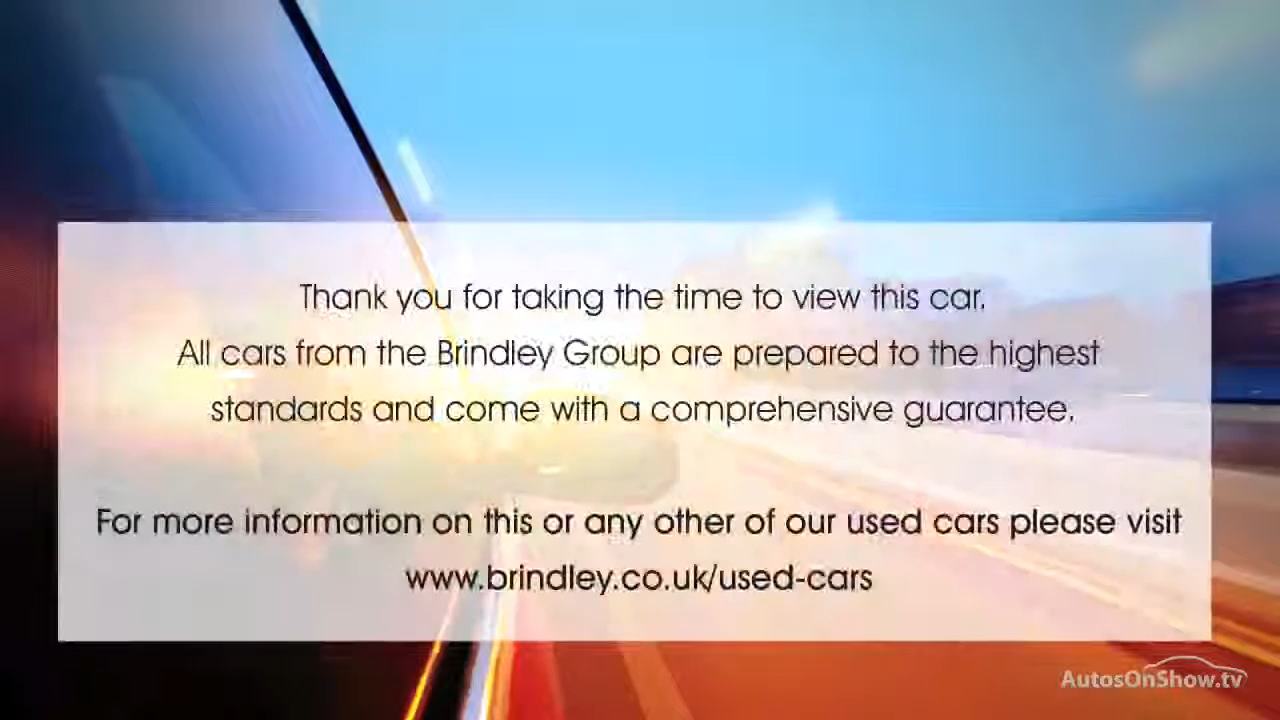 Thank you for taking the time to view this car.
All cars from the Brindley Group are prepared to the highest
standards and come with a comprehensive guarantee.
For more information on this or any other of our used cars please visit
www.brindley.co.uk/used-cars
AutosOnShow.tv